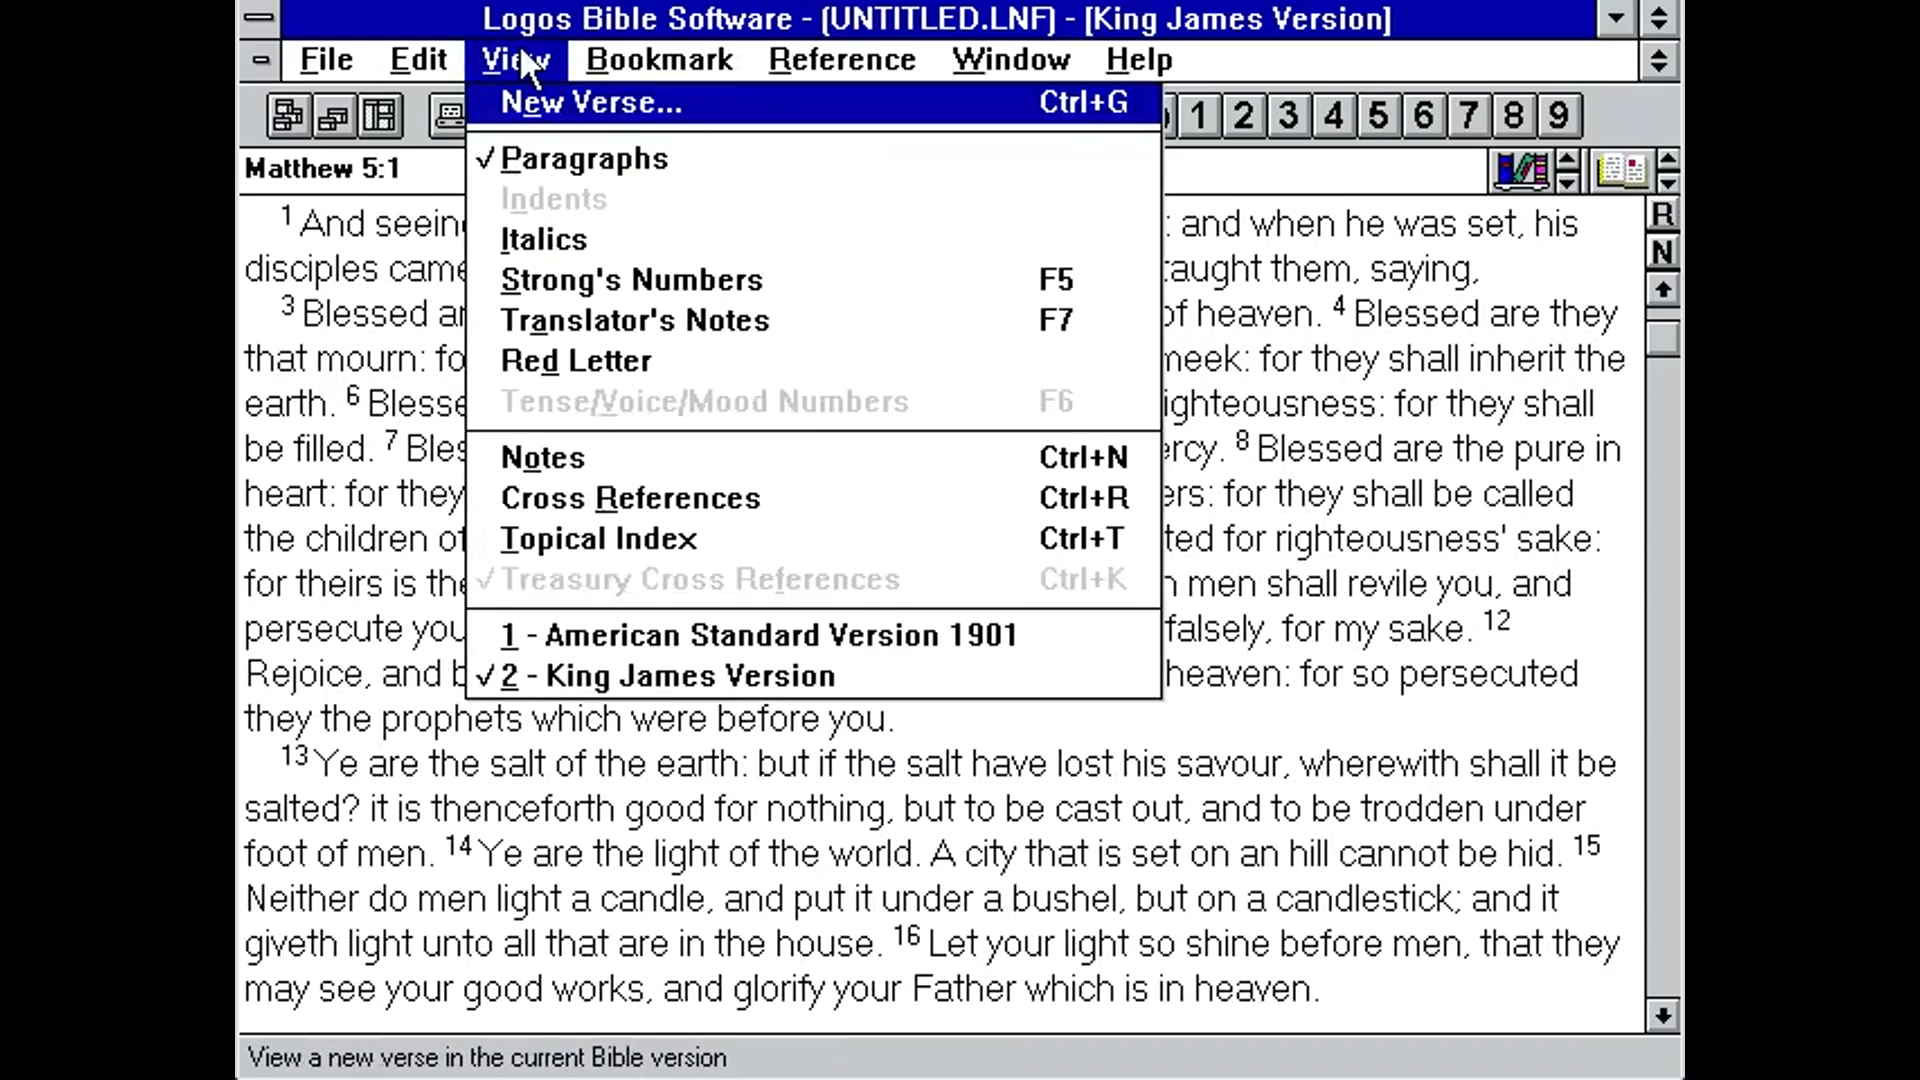 Logos Bible Software - (UNTITLED.LNF) - [King James Version]
File Edit View Bookmark Reference Window Help
1 2 3 4 5 6 7 8 9
Matthew 5:1
New Verse... Ctrl+G
✓ Paragraphs
Indents
Italics
Strong's Numbers F5
Translator's Notes F7
Red Letter
Tense/Voice/Mood Numbers F6
Notes Ctrl+N
Cross References Ctrl+R
Topical Index Ctrl+T
✓ Treasury Cross References Ctrl+K
1 - American Standard Version 1901
✓ 2 - King James Version
R
N
1 And : and when he was set, his
disciples taught them, saying,
3 Blessed of heaven. 4 Blessed are they
that mourn: meek: for they shall inherit the
earth. 6 for they shall
be filled. 7 8 Blessed are the pure in
heart: for they for they shall be called
the children for righteousness' sake:
for theirs is men shall revile you, and
persecute falsely, for my sake. 12
Rejoice, and heaven: for so persecuted
they the prophets which were before you.
13 Ye are the salt of the earth: but if the salt have lost his savour, wherewith shall it be
salted? it is thenceforth good for nothing, but to be cast out, and to be trodden under
foot of men. 14 Ye are the light of the world. A city that is set on an hill cannot be hid. 15
Neither do men light a candle, and put it under a bushel, but on a candlestick; and it
giveth light unto all that are in the house. 16 Let your light so shine before men, that they
may see your good works, and glorify your Father which is in heaven.
View a new verse in the current Bible version